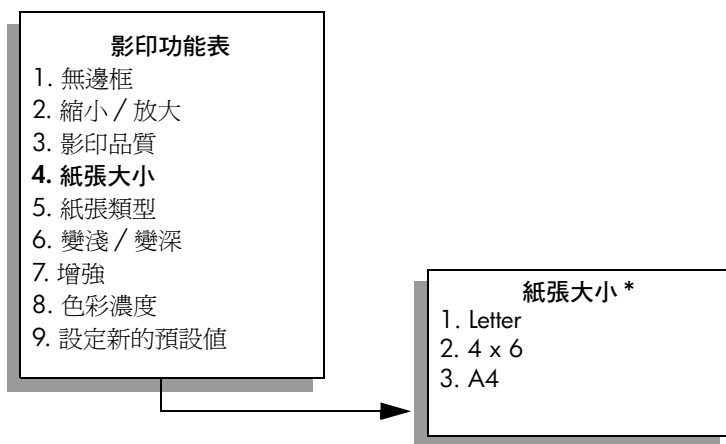 影印功能表
1. 無邊框
2. 縮小 / 放大
3. 影印品質
4. 紙張大小
5. 紙張類型
6. 變淺 / 變深
7. 增強
8. 色彩濃度
9. 設定新的預設值
紙張大小 *
1. Letter
2. 4 x 6
3. A4